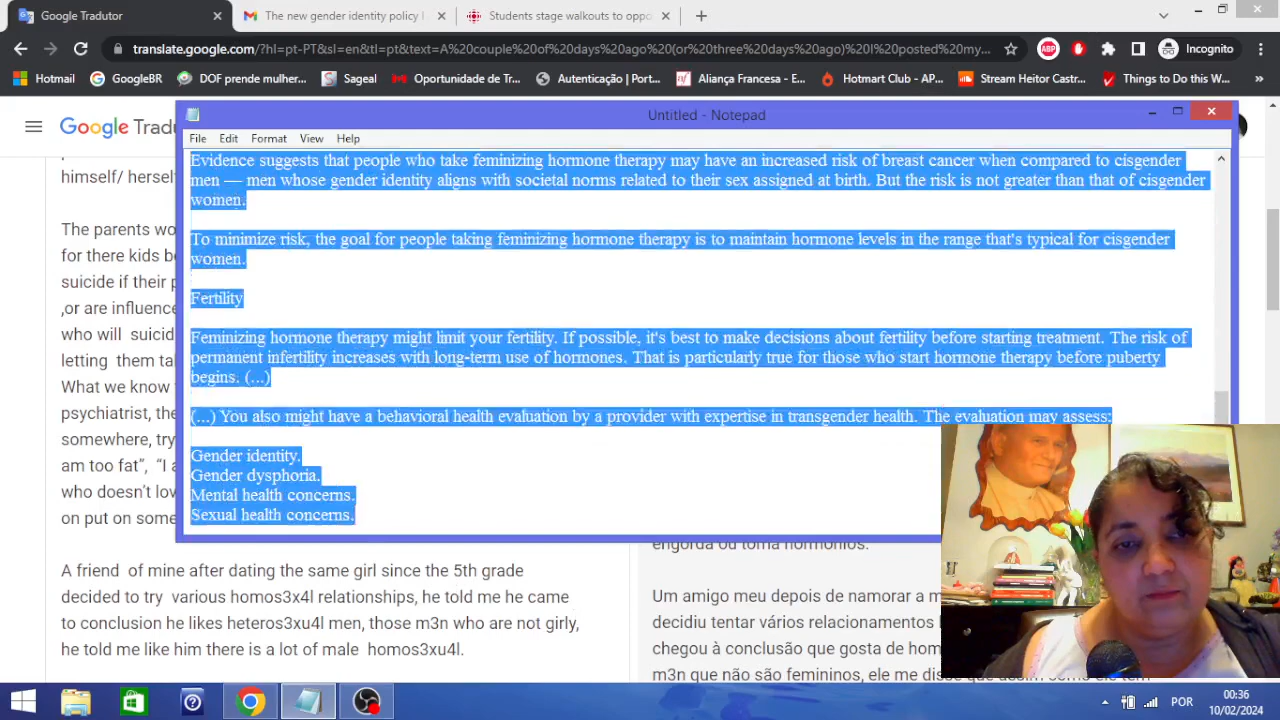 Google Tradutor
The new gender identity policy i
Students stage walkouts to oppo
translate.google.com/?hl=pt-PT&sl=en&tl=pt&text=A%20couple%20of%20days%20ago%20(or%20three%20days%20ago)%20I%20posted%20my...
ABP
Incognito
Hotmail
GoogleBR
DOF prende mulher...
Sageal
Oportunidade de Tr...
Autenticação | Port...
Aliança Francesa - E...
Hotmart Club - AP...
Stream Heitor Castr...
Things to Do this W...
Google Tradu
Untitled - Notepad
File Edit Format View Help
Evidence suggests that people who take feminizing hormone therapy may have an increased risk of breast cancer when compared to cisgender
men — men whose gender identity aligns with societal norms related to their sex assigned at birth. But the risk is not greater than that of cisgender
women.
To minimize risk, the goal for people taking feminizing hormone therapy is to maintain hormone levels in the range that's typical for cisgender
women.
Fertility
Feminizing hormone therapy might limit your fertility. If possible, it's best to make decisions about fertility before starting treatment. The risk of
permanent infertility increases with long-term use of hormones. That is particularly true for those who start hormone therapy before puberty
begins. (...)
(...) You also might have a behavioral health evaluation by a provider with expertise in transgender health. The evaluation may assess:
Gender identity.
Gender dysphoria.
Mental health concerns.
Sexual health concerns.
himself/ herself
The parents wo
for there kids be
suicide if their p
,or are influence
who will suicid
letting them tal
What we know
psychiatrist, the
somewhere, try
am too fat”, “I a
who doesn’t lov
on put on some
A friend of mine after dating the same girl since the 5th grade
decided to try various homos3x4l relationships, he told me he came
to conclusion he likes heteros3xu4l men, those m3n who are not girly,
he told me like him there is a lot of male homos3xu4l.
engorda ou toma hormônios.
Um amigo meu depois de namorar a m
decidiu tentar vários relacionamentos
chegou à conclusão que gosta de hom
m3n que não são femininos, ele me disse que assim como ele tem
POR
00:36
10/02/2024